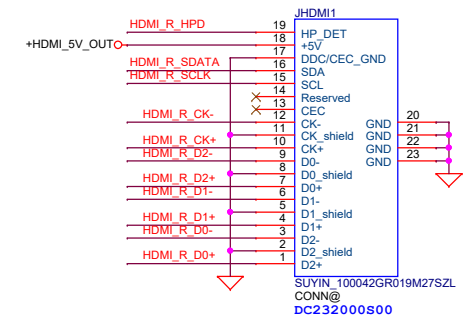 JHDMI1
HDMI_R_HPD 19 HP_DET
+HDMI_5V_OUT 18 +5V
17 DDC/CEC_GND
HDMI_R_SDATA 16 SDA
HDMI_R_SCLK 15 SCL
14 Reserved
13 CEC
HDMI_R_CK- 12 CK- GND 20
11 CK_shield GND 21
HDMI_R_CK+ 10 CK+ GND 22
HDMI_R_D2- 9 D0- GND 23
8 D0_shield
HDMI_R_D2+ 7 D0+
HDMI_R_D1- 6 D1-
5 D1_shield
HDMI_R_D1+ 4 D1+
HDMI_R_D0- 3 D2-
2 D2_shield
HDMI_R_D0+ 1 D2+
SUYIN_100042GR019M27SZL
CONN@
DC232000S00